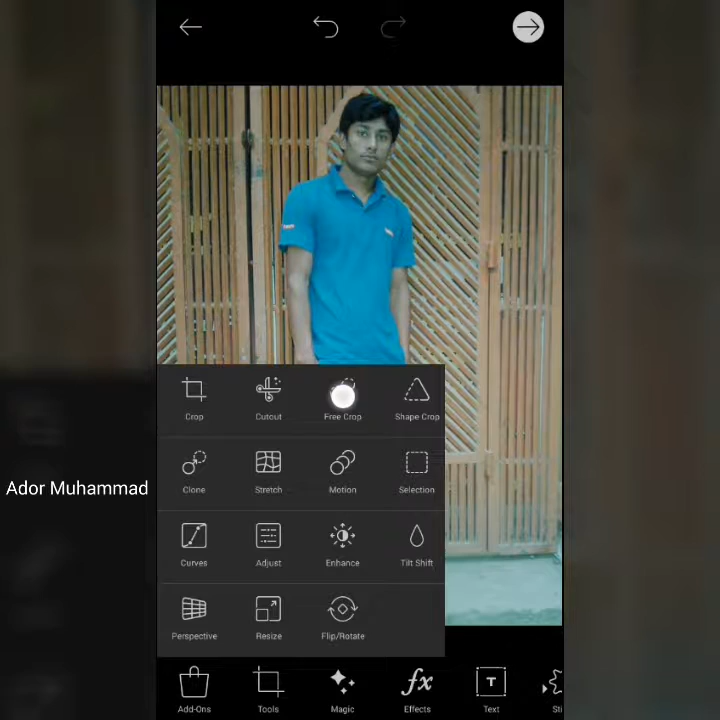 Crop Cutout Free Crop Shape Crop
Clone Stretch Motion Selection
Ador Muhammad
Curves Adjust Enhance Tilt Shift
Perspective Resize Flip/Rotate
T
Add-Ons Tools Magic Effects Text Sti